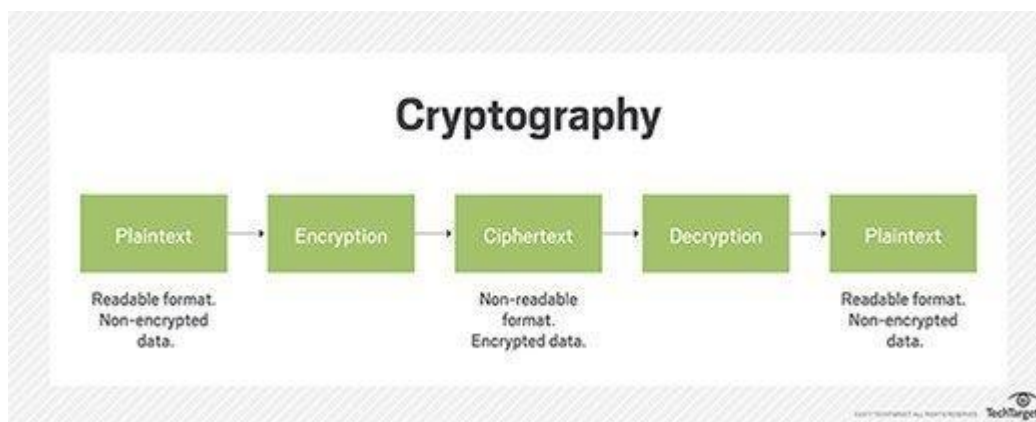 Cryptography
Plaintext
Encryption
Ciphertext
Decryption
Plaintext
Readable format.
Non-encrypted
data.
Non-readable
format.
Encrypted data.
Readable format.
Non-encrypted
data.
TechTarget